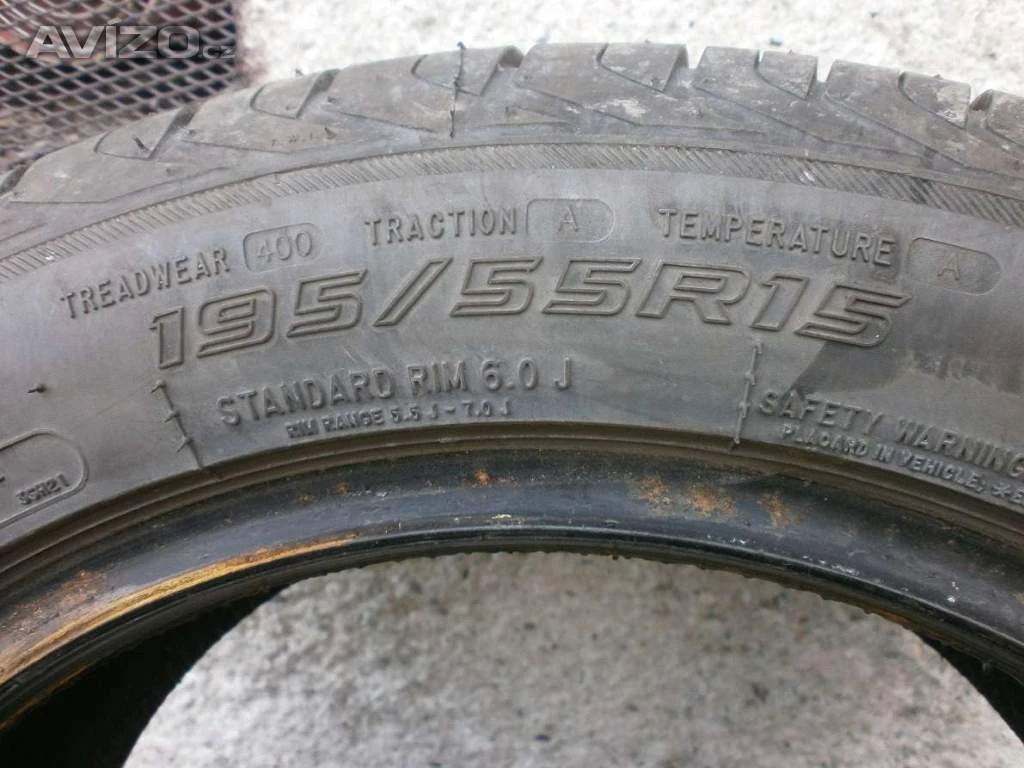 AVIZO.cz
TREADWEAR 400 TRACTION A TEMPERATURE A
195/55R15
STANDARD RIM 6.0 J
RIM RANGE 5.5 J - 7.0 J
SAFETY WARNING
PLACARD IN VEHICLE,